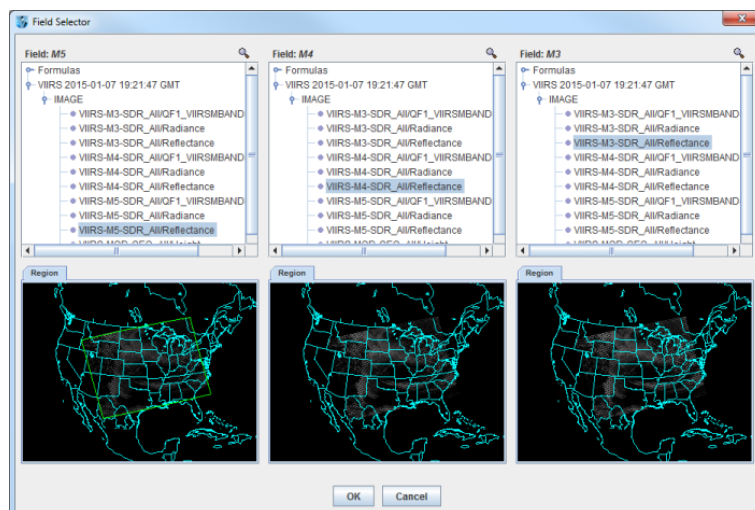 Field Selector
Field: M5
Formulas
VIIRS 2015-01-07 19:21:47 GMT
IMAGE
VIIRS-M3-SDR_All/QF1_VIIRSMBAND
VIIRS-M3-SDR_All/Radiance
VIIRS-M3-SDR_All/Reflectance
VIIRS-M4-SDR_All/QF1_VIIRSMBAND
VIIRS-M4-SDR_All/Radiance
VIIRS-M4-SDR_All/Reflectance
VIIRS-M5-SDR_All/QF1_VIIRSMBAND
VIIRS-M5-SDR_All/Radiance
VIIRS-M5-SDR_All/Reflectance
Region
Field: M4
Formulas
VIIRS 2015-01-07 19:21:47 GMT
IMAGE
VIIRS-M3-SDR_All/QF1_VIIRSMBAND
VIIRS-M3-SDR_All/Radiance
VIIRS-M3-SDR_All/Reflectance
VIIRS-M4-SDR_All/QF1_VIIRSMBAND
VIIRS-M4-SDR_All/Radiance
VIIRS-M4-SDR_All/Reflectance
VIIRS-M5-SDR_All/QF1_VIIRSMBAND
VIIRS-M5-SDR_All/Radiance
VIIRS-M5-SDR_All/Reflectance
Region
Field: M3
Formulas
VIIRS 2015-01-07 19:21:47 GMT
IMAGE
VIIRS-M3-SDR_All/QF1_VIIRSMBAND
VIIRS-M3-SDR_All/Radiance
VIIRS-M3-SDR_All/Reflectance
VIIRS-M4-SDR_All/QF1_VIIRSMBAND
VIIRS-M4-SDR_All/Radiance
VIIRS-M4-SDR_All/Reflectance
VIIRS-M5-SDR_All/QF1_VIIRSMBAND
VIIRS-M5-SDR_All/Radiance
VIIRS-M5-SDR_All/Reflectance
Region
OK
Cancel